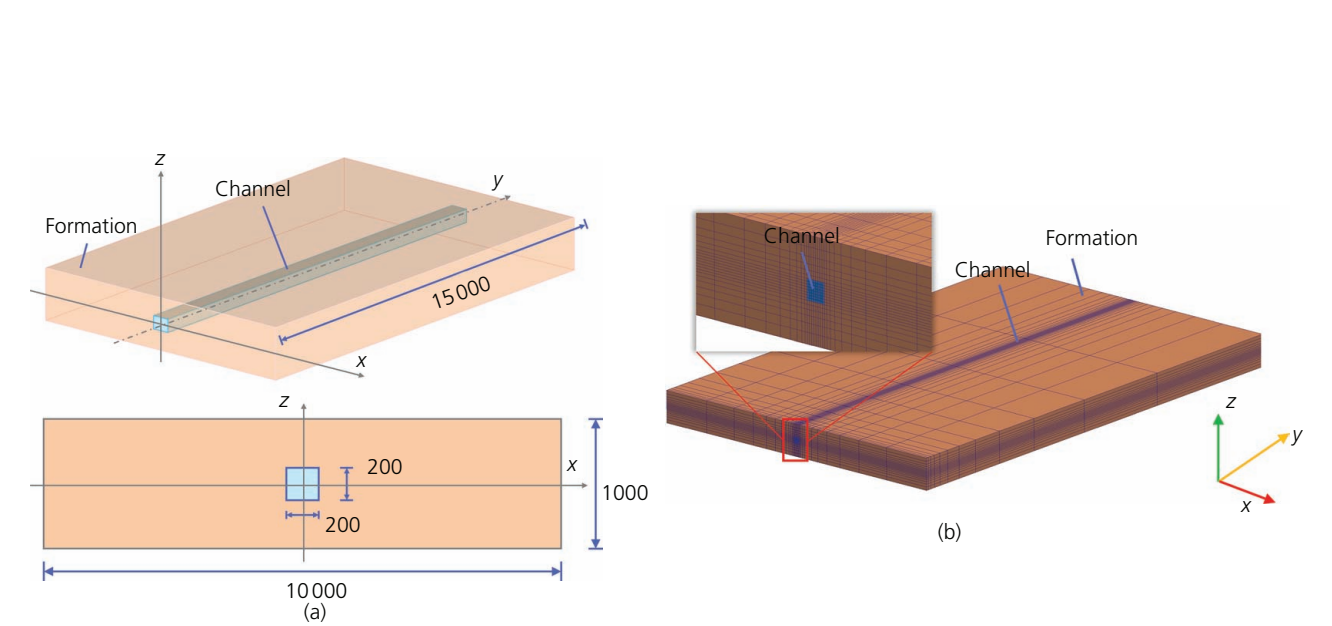 z
Channel
y
Formation
15 000
x
z
200
x
1000
200
10 000
(a)
Channel
Formation
Channel
z
y
x
(b)